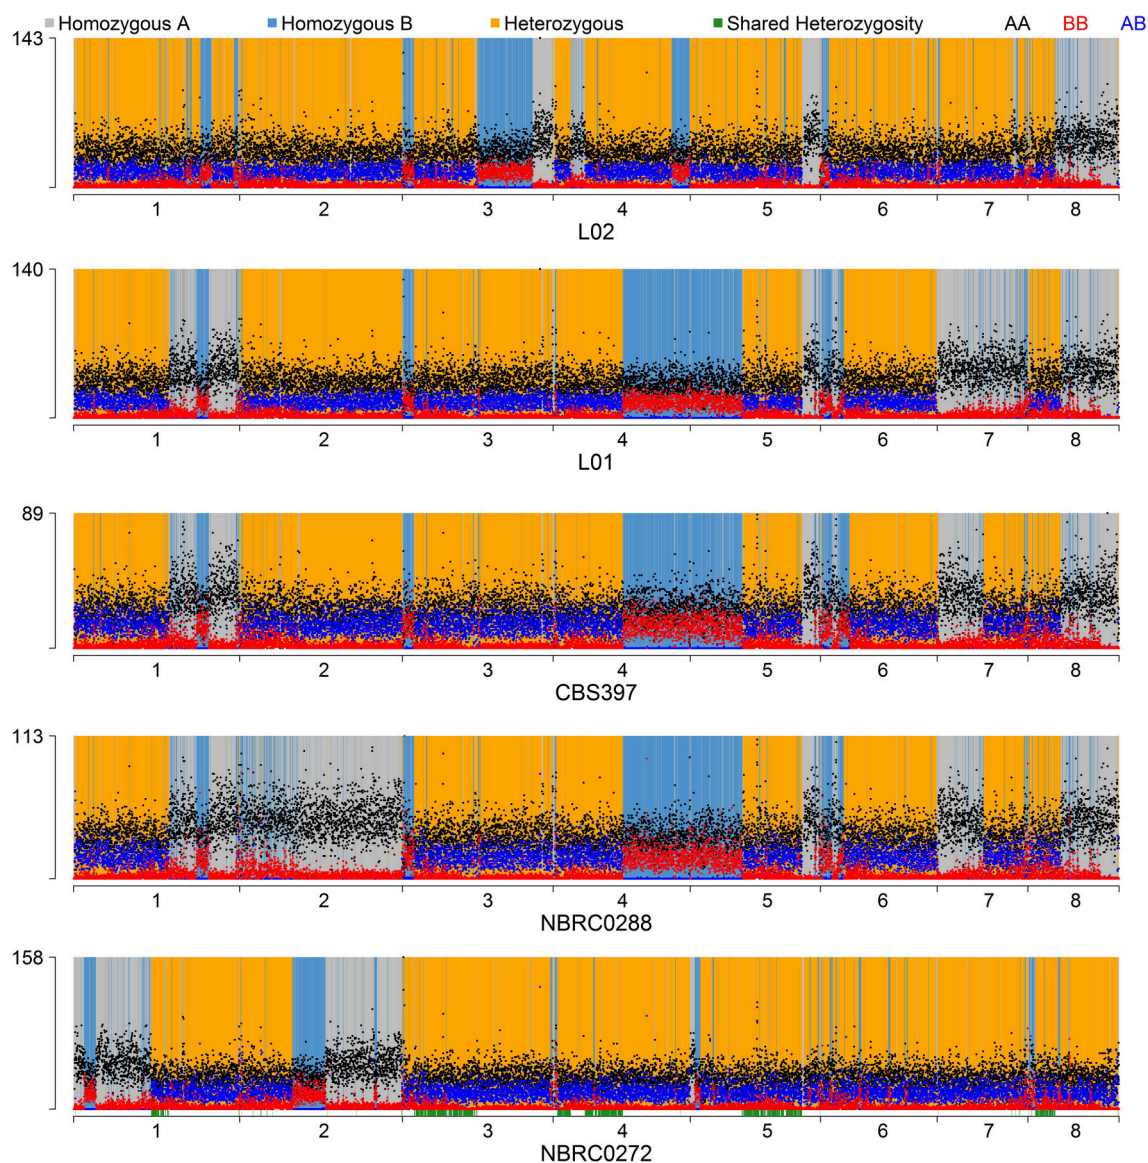 Homozygous A Homozygous B Heterozygous Shared Heterozygosity AA BB AB
143
1 2 3 4 5 6 7 8
L02
140
1 2 3 4 5 6 7 8
L01
89
1 2 3 4 5 6 7 8
CBS397
113
1 2 3 4 5 6 7 8
NBRC0288
158
1 2 3 4 5 6 7 8
NBRC0272